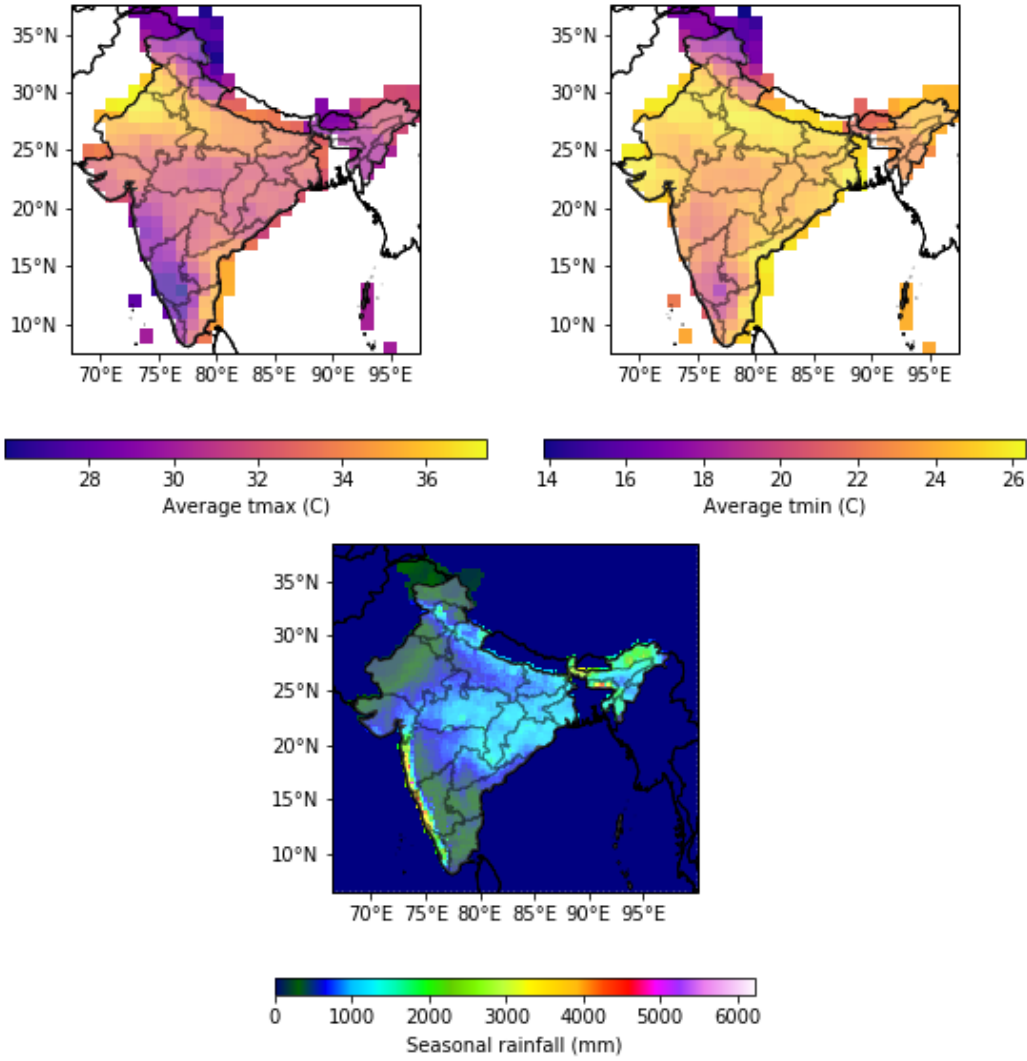 35°N
30°N
25°N
20°N
15°N
10°N
70°E 75°E 80°E 85°E 90°E 95°E
28 30 32 34 36
Average tmax (C)
35°N
30°N
25°N
20°N
15°N
10°N
70°E 75°E 80°E 85°E 90°E 95°E
14 16 18 20 22 24 26
Average tmin (C)
35°N
30°N
25°N
20°N
15°N
10°N
70°E 75°E 80°E 85°E 90°E 95°E
0 1000 2000 3000 4000 5000 6000
Seasonal rainfall (mm)